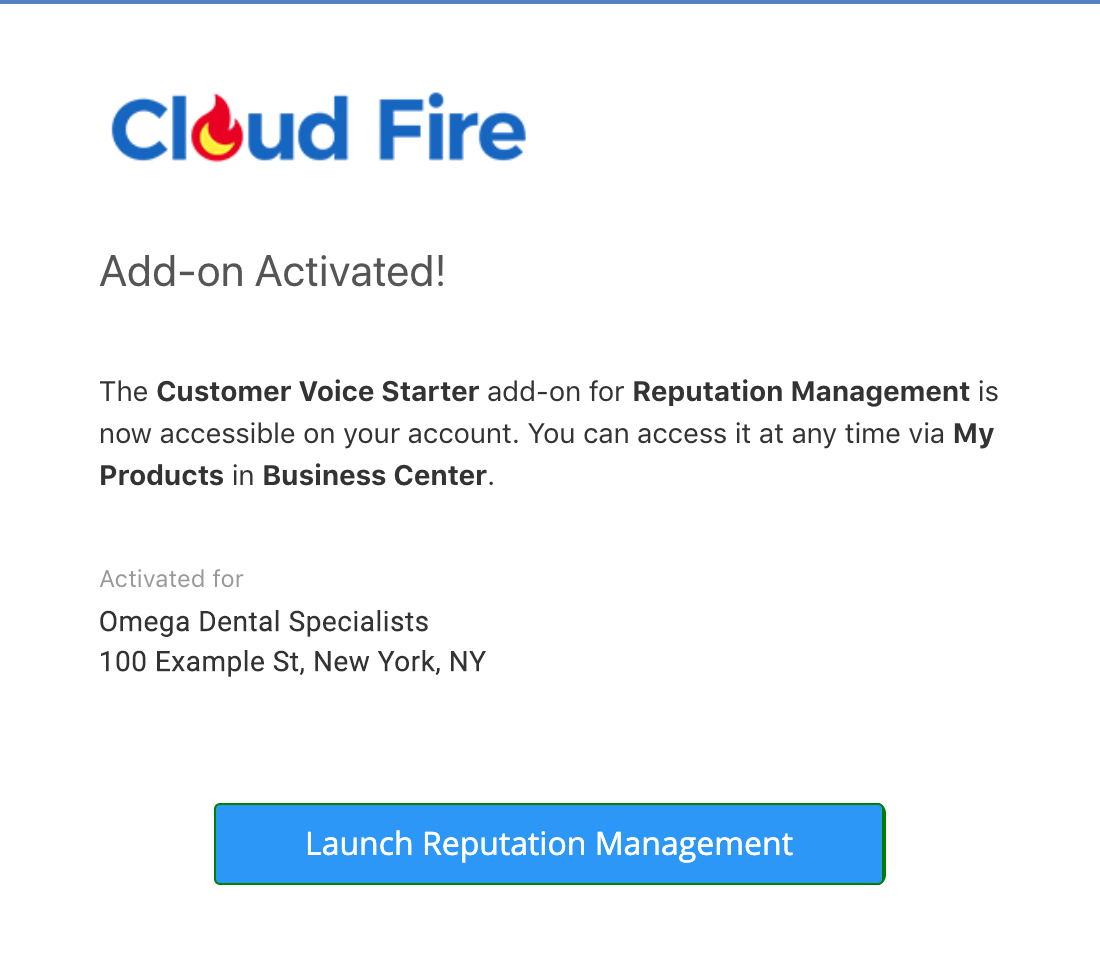 Cloud Fire
Add-on Activated!
The Customer Voice Starter add-on for Reputation Management is
now accessible on your account. You can access it at any time via My
Products in Business Center.
Activated for
Omega Dental Specialists
100 Example St, New York, NY
Launch Reputation Management